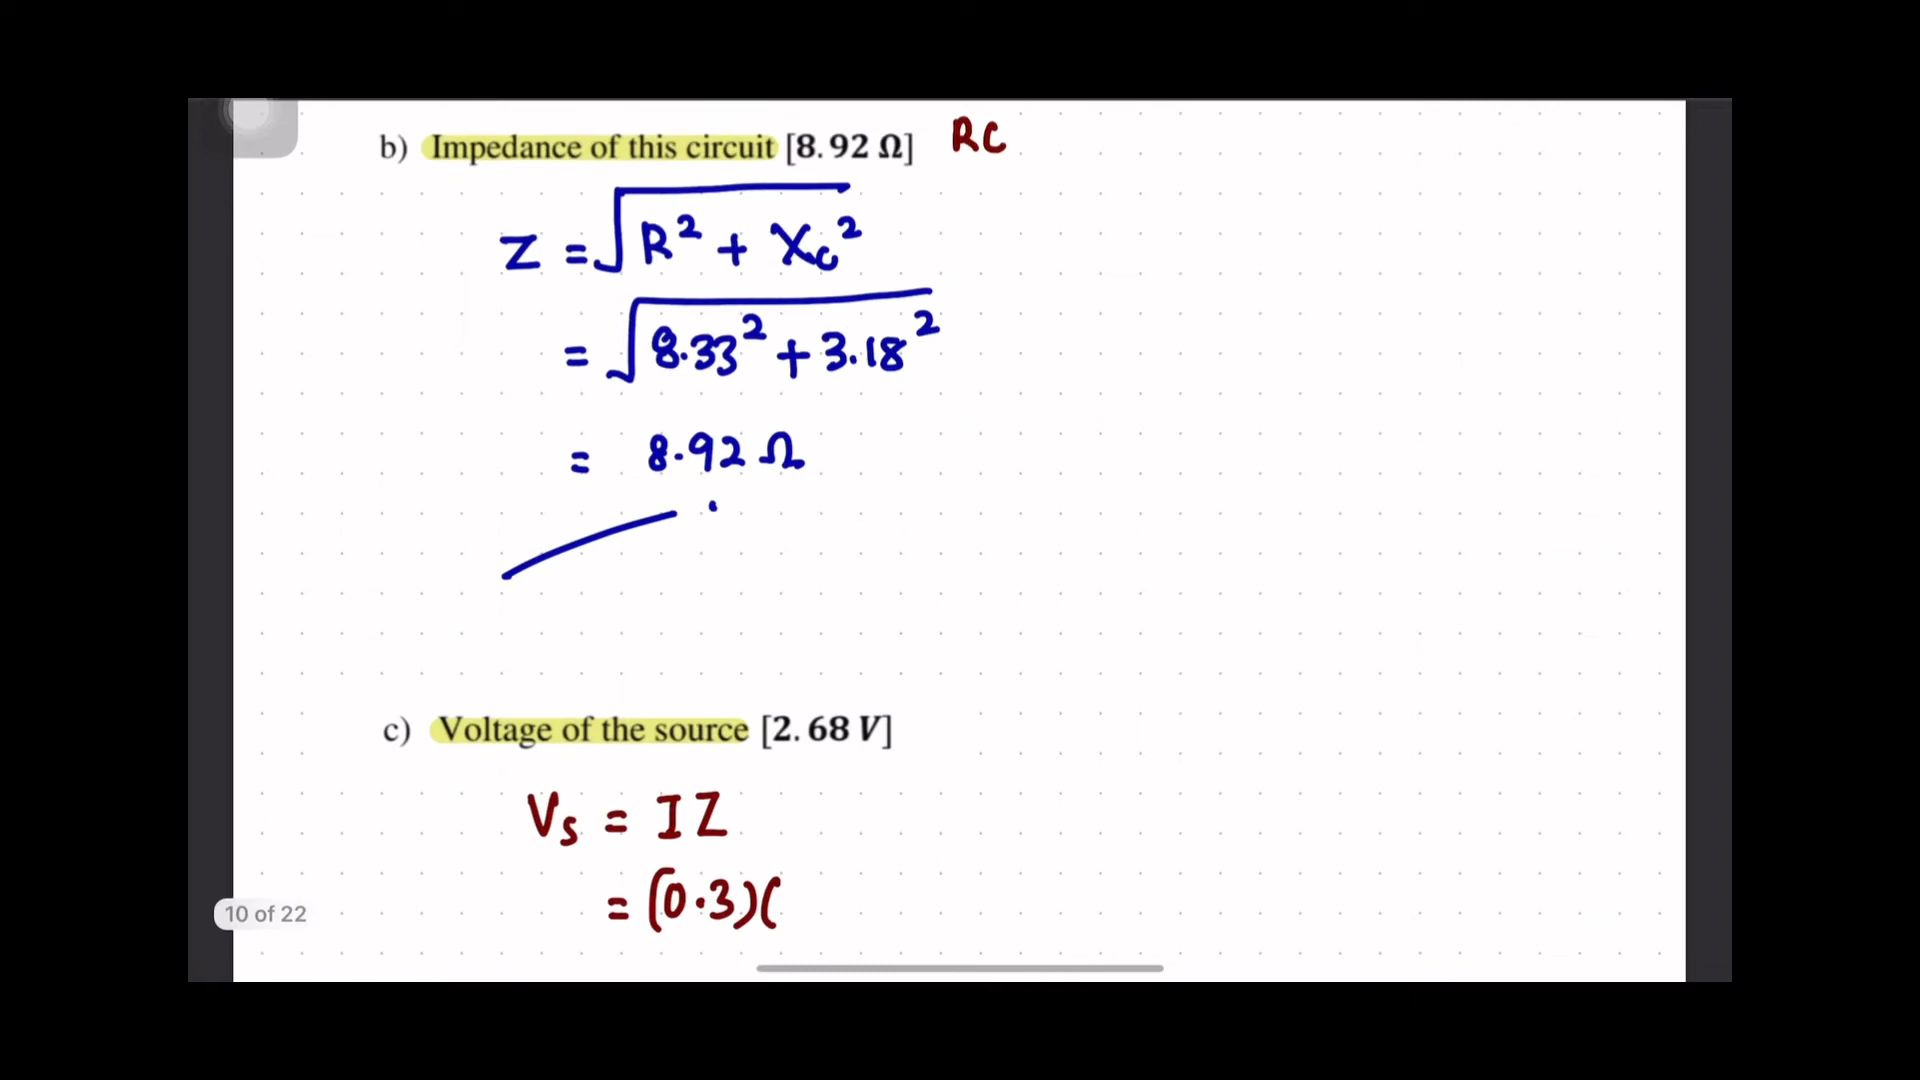 b) Impedance of this circuit [8.92 Ω] RC
Z = √R² + Xc²
= √8.33² + 3.18²
= 8.92 Ω
c) Voltage of the source [2.68 V]
Vs = IZ
= (0.3)(
10 of 22